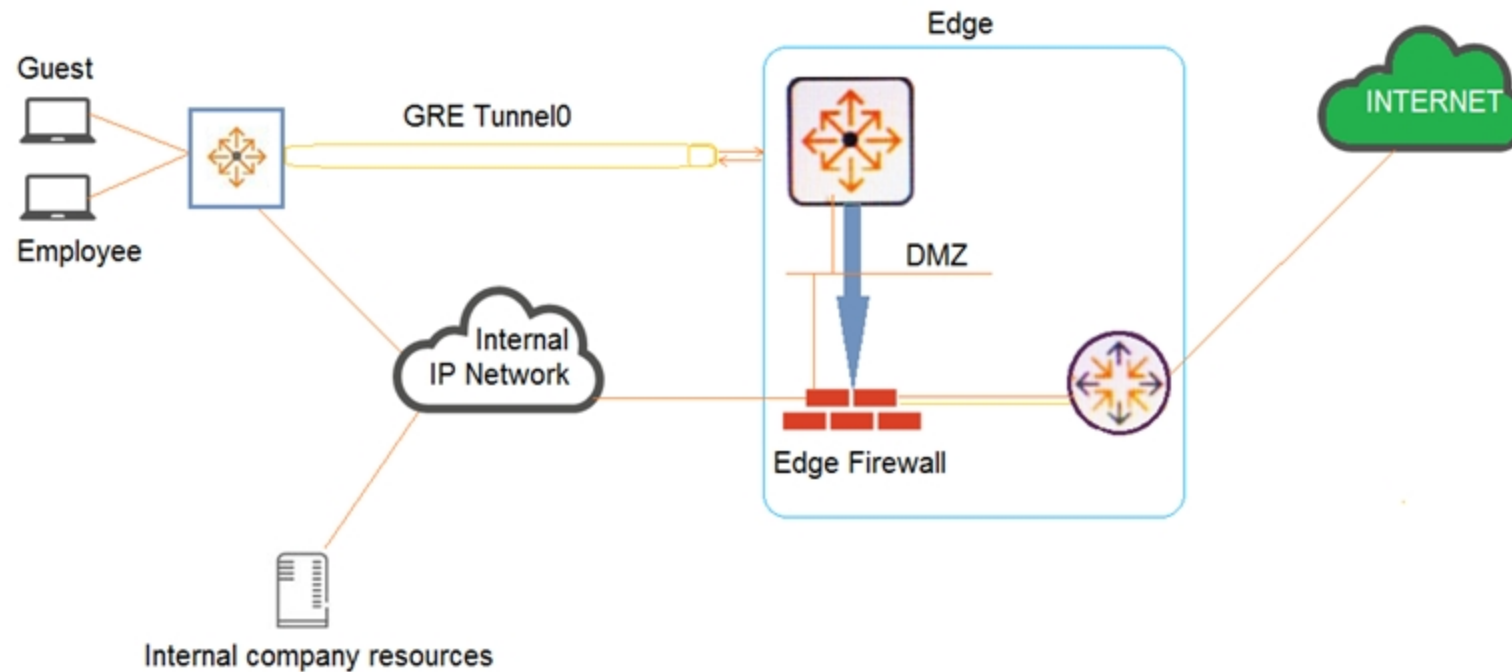 Edge
Guest
INTERNET
GRE Tunnel0
Employee
DMZ
Internal
IP Network
Edge Firewall
Internal company resources